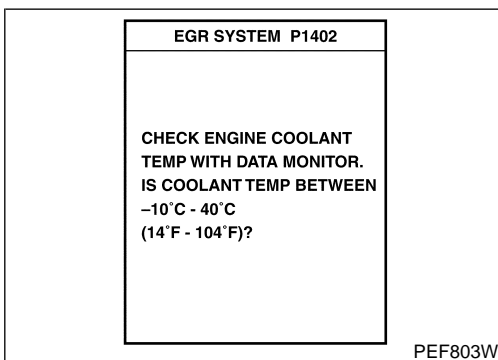 EGR SYSTEM P1402
CHECK ENGINE COOLANT
TEMP WITH DATA MONITOR.
IS COOLANT TEMP BETWEEN
–10˚C - 40˚C
(14˚F - 104˚F)?
PEF803W